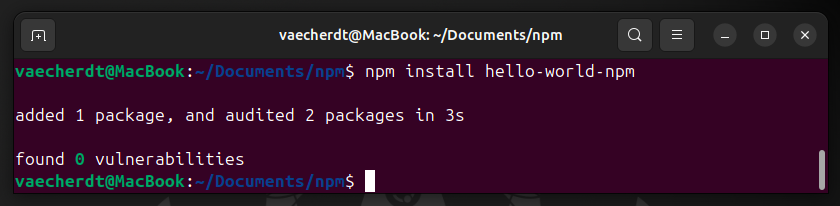 vaecherdt@MacBook: ~/Documents/npm
vaecherdt@MacBook:~/Documents/npm$ npm install hello-world-npm
added 1 package, and audited 2 packages in 3s
found 0 vulnerabilities
vaecherdt@MacBook:~/Documents/npm$